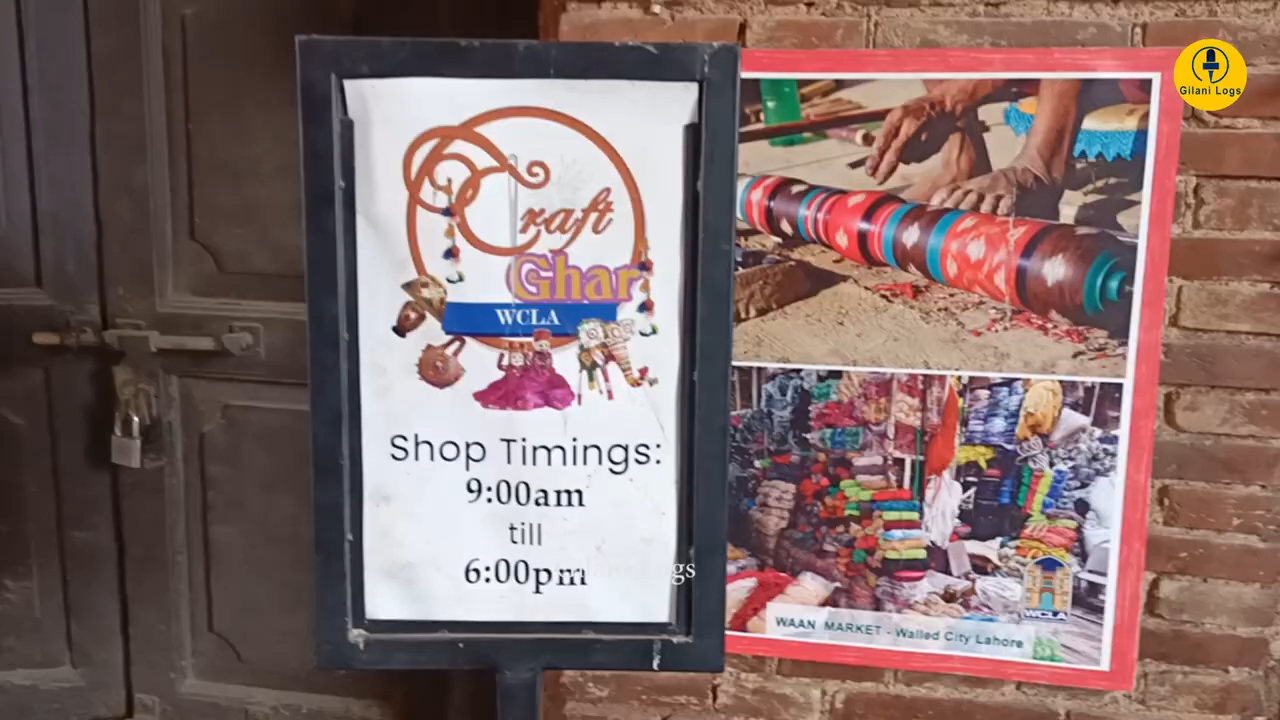 Craft
Ghar
WCLA
Shop Timings:
9:00am
till
6:00pm
WCLA
WAAN MARKET - Walled City Lahore
Gilani Logs